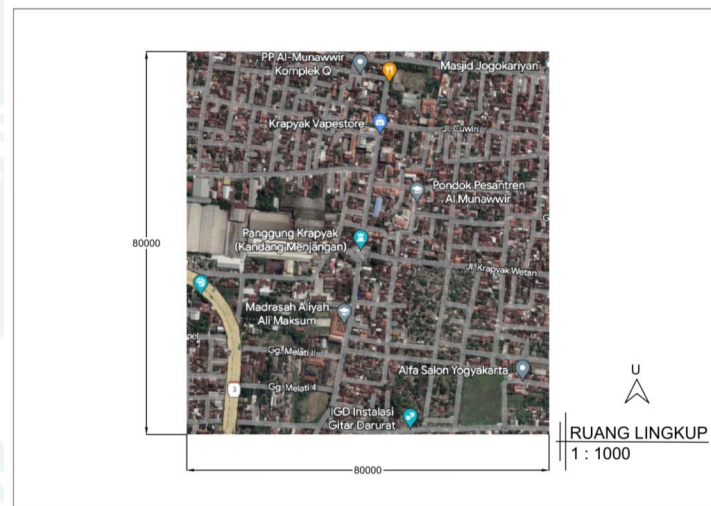 PP Al-Munawwir
Komplek Q
Masjid Jogokariyan
Krapyak Vapestore
Jl. Cuwiri
Pondok Pesantren
Al Munawwir
80000
Panggung Krapyak
(Kandang Menjangan)
Jl. Krapyak Wetan
Madrasah Aliyah
Ali Maksum
Gg. Melati II
Alfa Salon Yogyakarta
U
3
Gg. Melati 4
IGD Instalasi
Gitar Darurat
RUANG LINGKUP
1 : 1000
80000